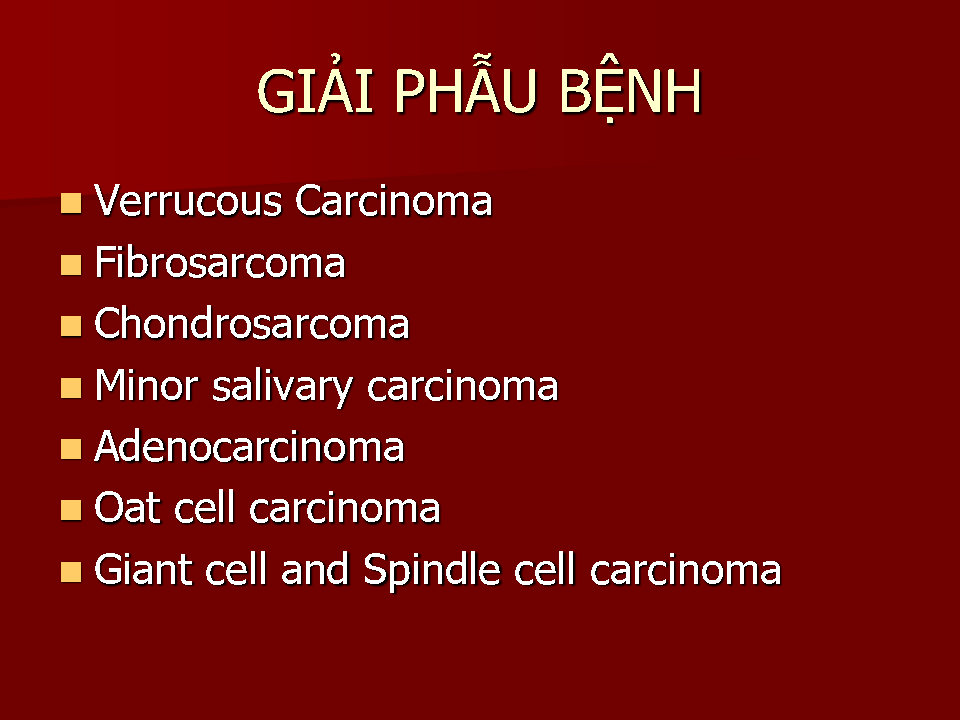 GIẢI PHẪU BỆNH
Verrucous Carcinoma
Fibrosarcoma
Chondrosarcoma
Minor salivary carcinoma
Adenocarcinoma
Oat cell carcinoma
Giant cell and Spindle cell carcinoma